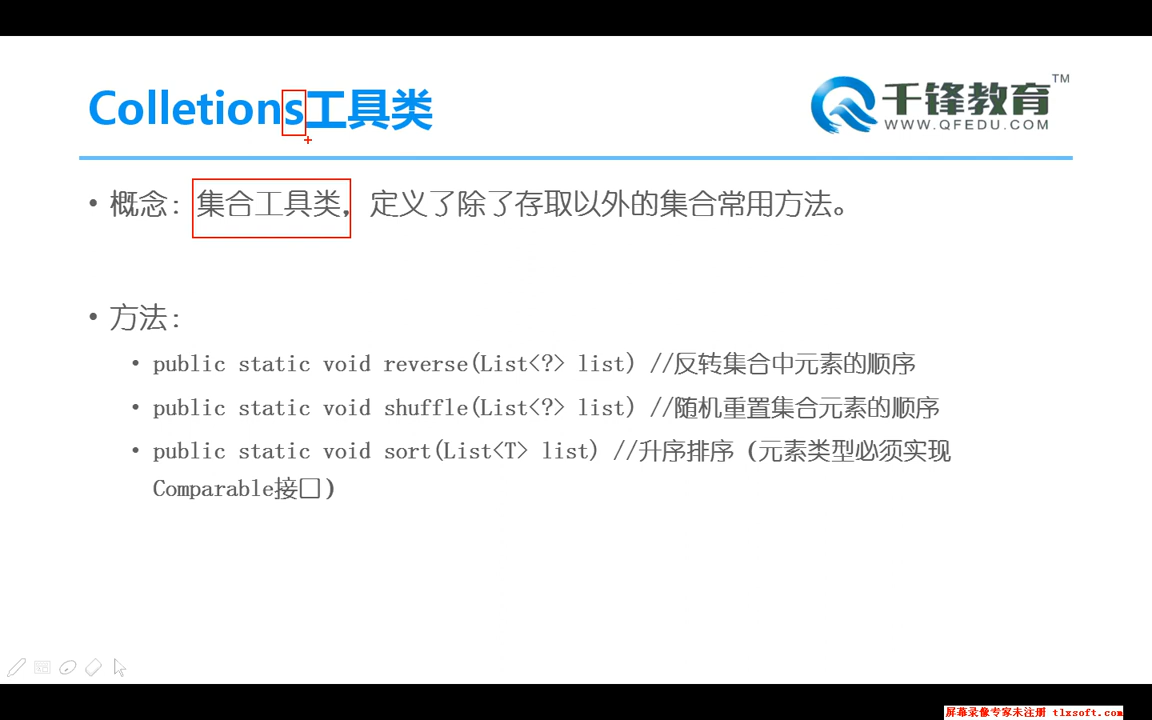 Colletions工具类
千锋教育 TM
WWW.QFEDU.COM
• 概念：集合工具类，定义了除了存取以外的集合常用方法。
• 方法：
• public static void reverse(List<?> list) //反转集合中元素的顺序
• public static void shuffle(List<?> list) //随机重置集合元素的顺序
• public static void sort(List<T> list) //升序排序（元素类型必须实现
Comparable接口）
屏幕录像专家未注册 tlxsoft.com